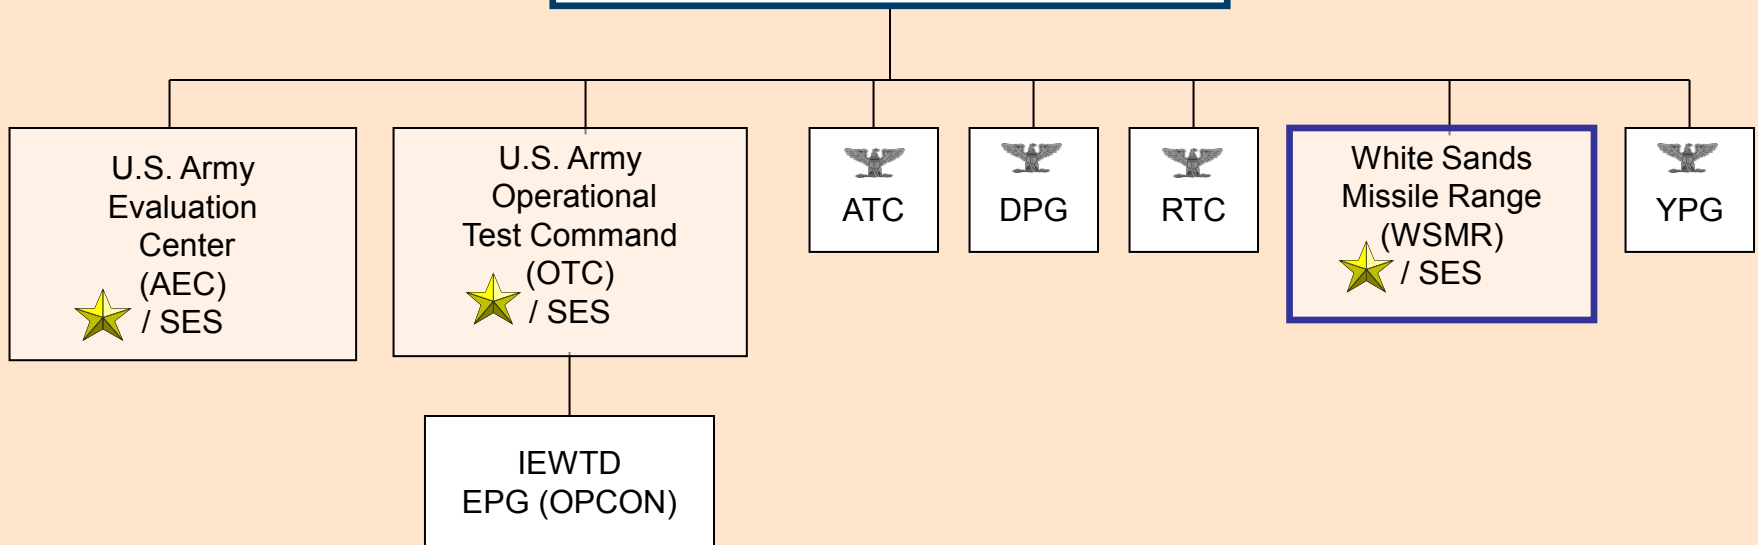 U.S. Army
Evaluation
Center
(AEC)
/ SES
U.S. Army
Operational
Test Command
(OTC)
/ SES
ATC
DPG
RTC
White Sands
Missile Range
(WSMR)
/ SES
YPG
IEWTD
EPG (OPCON)